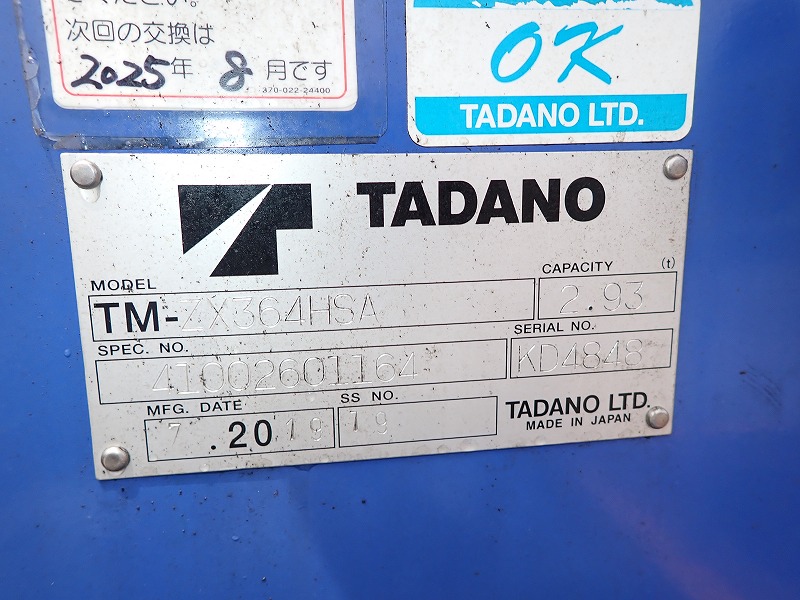 次回の交換は
2025年 8月です
370-022-24400
OK
TADANO LTD.
TADANO
MODEL
TM-ZX364HSA
CAPACITY (t)
2.93
SPEC. NO.
4I002601I64
SERIAL NO.
KD4848
MFG. DATE
7 .2019
SS NO.
19
TADANO LTD.
MADE IN JAPAN